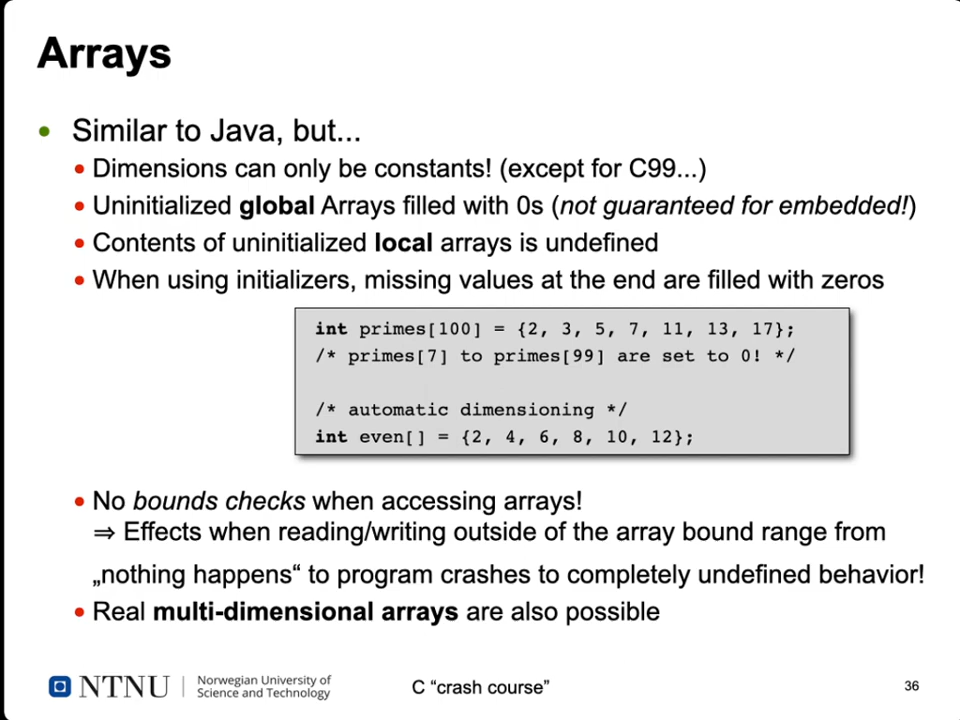 Arrays
• Similar to Java, but...
• Dimensions can only be constants! (except for C99...)
• Uninitialized global Arrays filled with 0s (not guaranteed for embedded!)
• Contents of uninitialized local arrays is undefined
• When using initializers, missing values at the end are filled with zeros
int primes[100] = {2, 3, 5, 7, 11, 13, 17};
/* primes[7] to primes[99] are set to 0! */
/* automatic dimensioning */
int even[] = {2, 4, 6, 8, 10, 12};
• No bounds checks when accessing arrays!
⇒ Effects when reading/writing outside of the array bound range from
„nothing happens“ to program crashes to completely undefined behavior!
• Real multi-dimensional arrays are also possible
NTNU
Norwegian University of
Science and Technology
C “crash course”
36